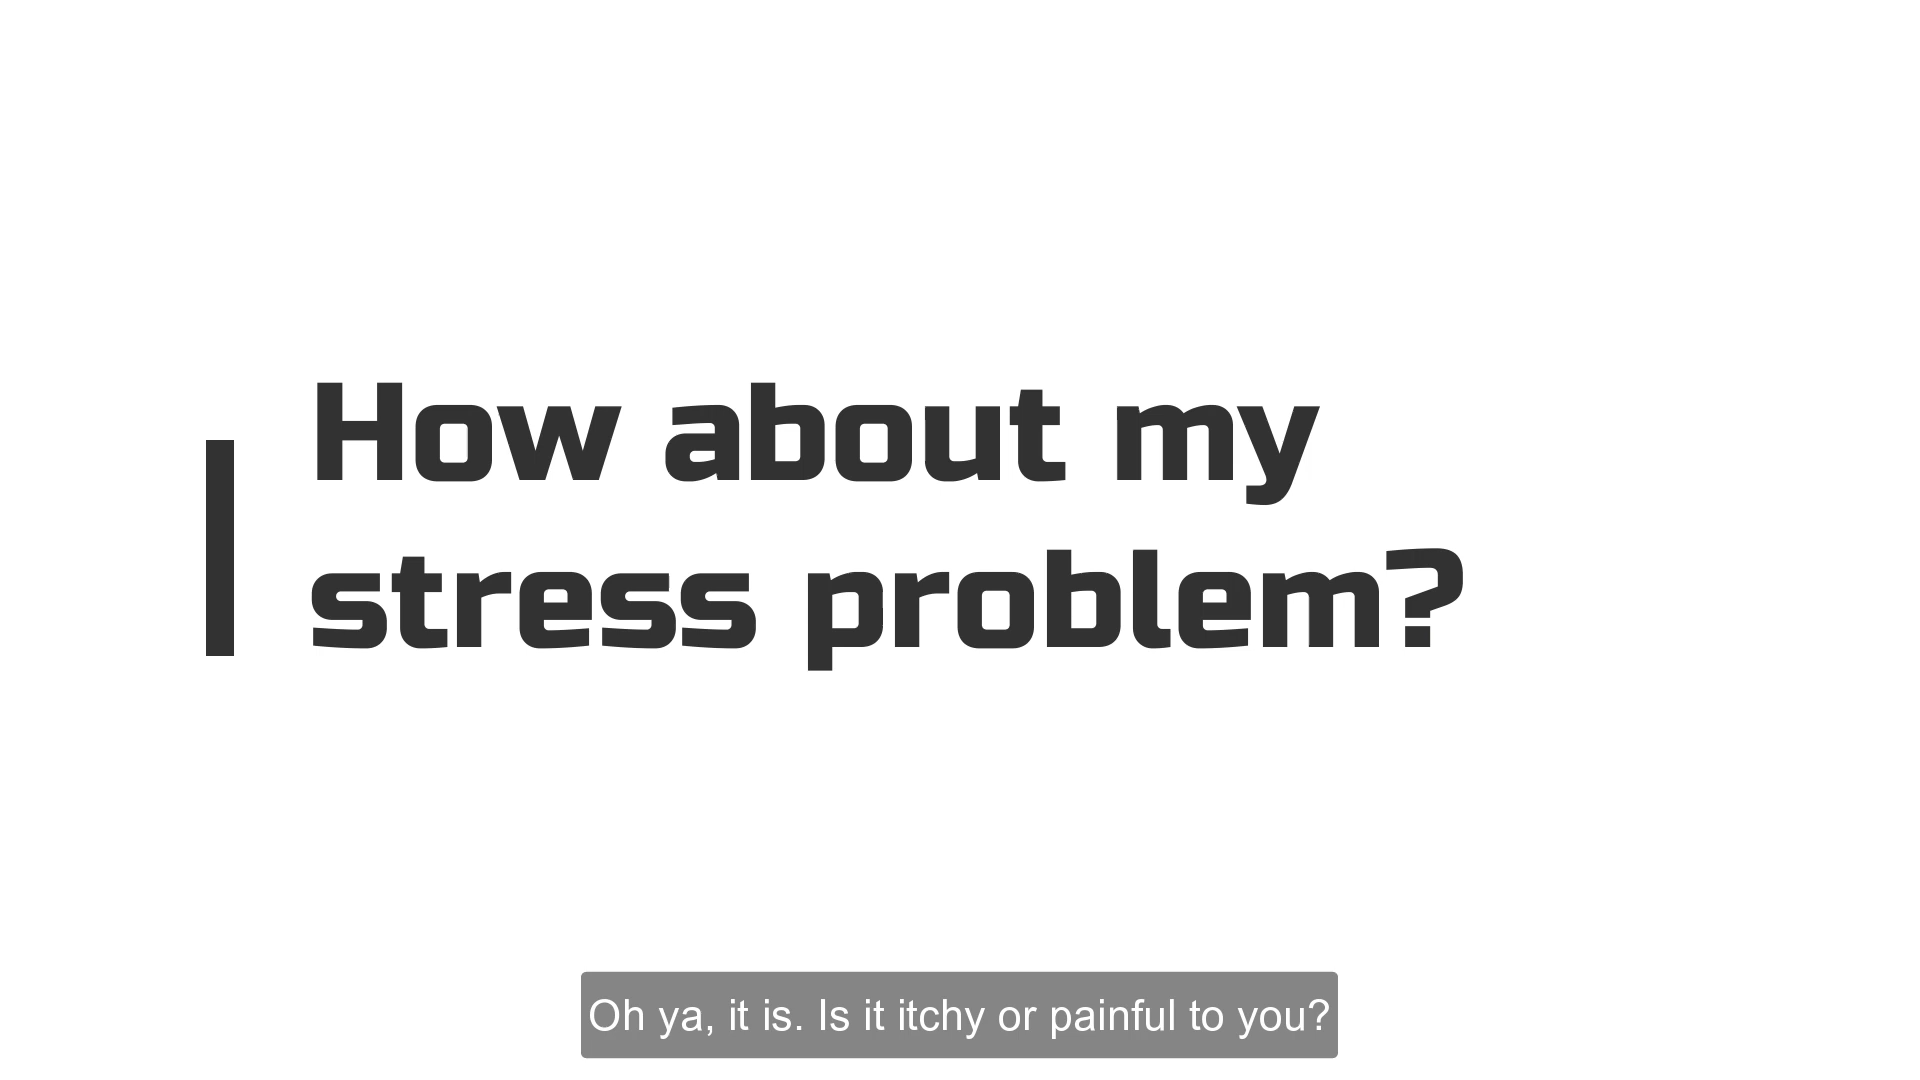 How about my
stress problem?
Oh ya, it is. Is it itchy or painful to you?